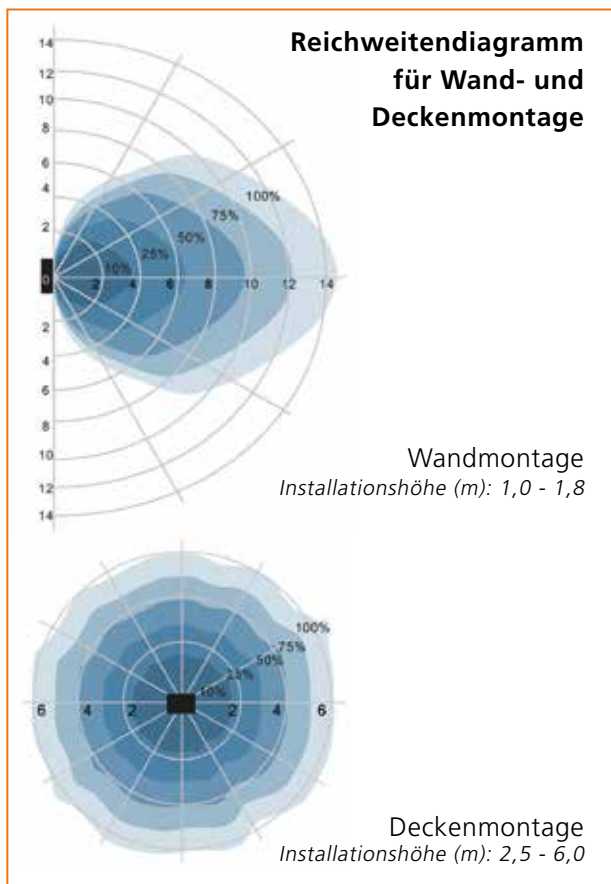 Reichweitendiagramm
für Wand- und
Deckenmontage
14
12
10
8
6
4
2
0
2
4
6
8
10
12
14
2 4 6 8 10 12 14
10% 25% 50% 75% 100%
Wandmontage
Installationshöhe (m): 1,0 - 1,8
100%
75%
50%
25%
10%
6 4 2 2 4 6
Deckenmontage
Installationshöhe (m): 2,5 - 6,0